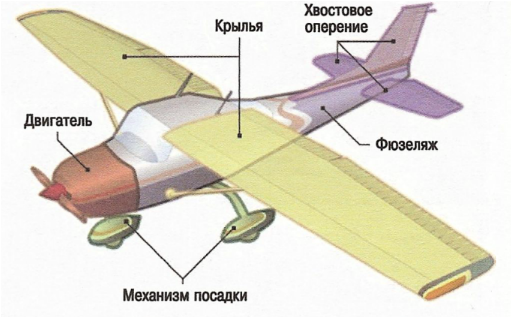 Хвостовое
оперение
Крылья
Двигатель
Фюзеляж
Механизм посадки